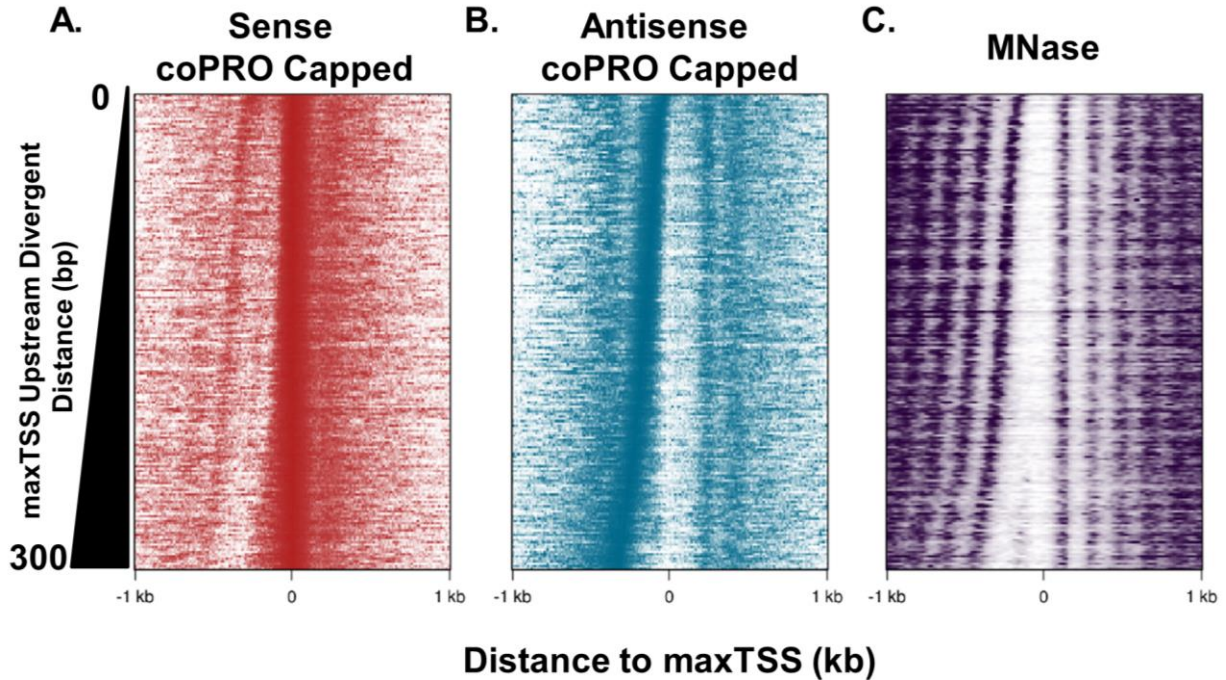 A.
Sense
coPRO Capped
B.
Antisense
coPRO Capped
C.
MNase
0
maxTSS Upstream Divergent
Distance (bp)
300
-1 kb
0
1 kb
-1 kb
0
1 kb
-1 kb
0
1 kb
Distance to maxTSS (kb)